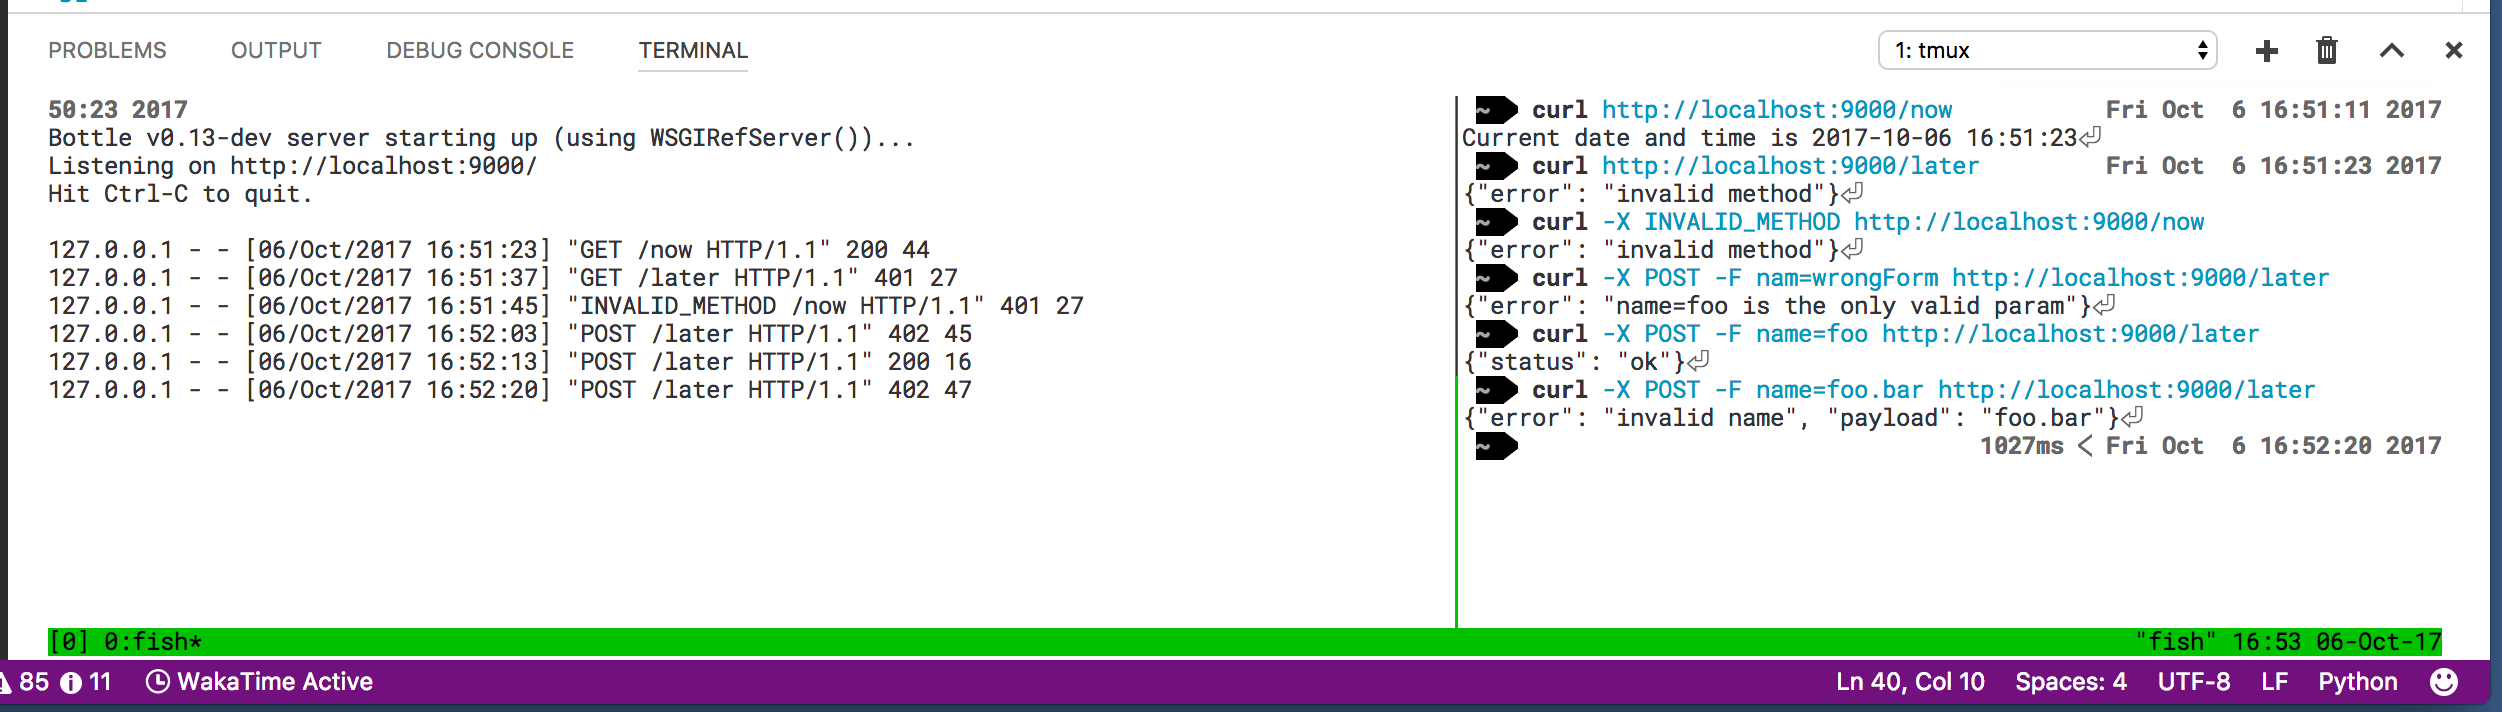 PROBLEMS OUTPUT DEBUG CONSOLE TERMINAL 1: tmux
50:23 2017
Bottle v0.13-dev server starting up (using WSGIRefServer())...
Listening on http://localhost:9000/
Hit Ctrl-C to quit.
127.0.0.1 - - [06/Oct/2017 16:51:23] "GET /now HTTP/1.1" 200 44
127.0.0.1 - - [06/Oct/2017 16:51:37] "GET /later HTTP/1.1" 401 27
127.0.0.1 - - [06/Oct/2017 16:51:45] "INVALID_METHOD /now HTTP/1.1" 401 27
127.0.0.1 - - [06/Oct/2017 16:52:03] "POST /later HTTP/1.1" 402 45
127.0.0.1 - - [06/Oct/2017 16:52:13] "POST /later HTTP/1.1" 200 16
127.0.0.1 - - [06/Oct/2017 16:52:20] "POST /later HTTP/1.1" 402 47
~ curl http://localhost:9000/now Fri Oct  6 16:51:11 2017
Current date and time is 2017-10-06 16:51:23⏎
~ curl http://localhost:9000/later Fri Oct  6 16:51:23 2017
{"error": "invalid method"}⏎
~ curl -X INVALID_METHOD http://localhost:9000/now
{"error": "invalid method"}⏎
~ curl -X POST -F nam=wrongForm http://localhost:9000/later
{"error": "name=foo is the only valid param"}⏎
~ curl -X POST -F name=foo http://localhost:9000/later
{"status": "ok"}⏎
~ curl -X POST -F name=foo.bar http://localhost:9000/later
{"error": "invalid name", "payload": "foo.bar"}⏎
~ 1027ms < Fri Oct  6 16:52:20 2017
[0] 0:fish* "fish" 16:53 06-Oct-17
85 11 WakaTime Active Ln 40, Col 10 Spaces: 4 UTF-8 LF Python